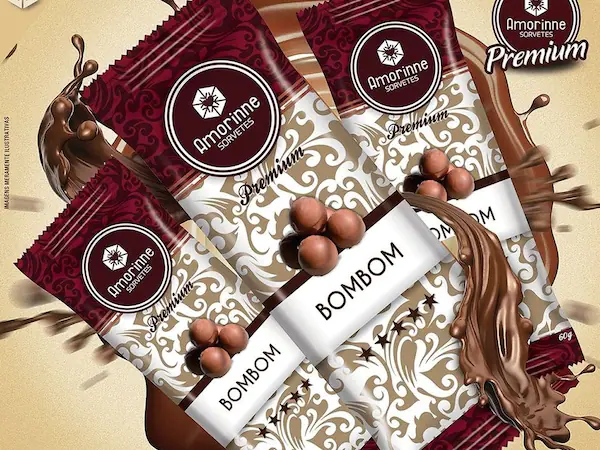 Amorinne
SORVETES
Premium
IMAGENS MERAMENTE ILUSTRATIVAS
Amorinne
SORVETES
Premium
BOMBOM
Amorinne
SORVETES
Premium
BOMBOM
60g
Amorinne
SORVETES
Premium
BOMBOM